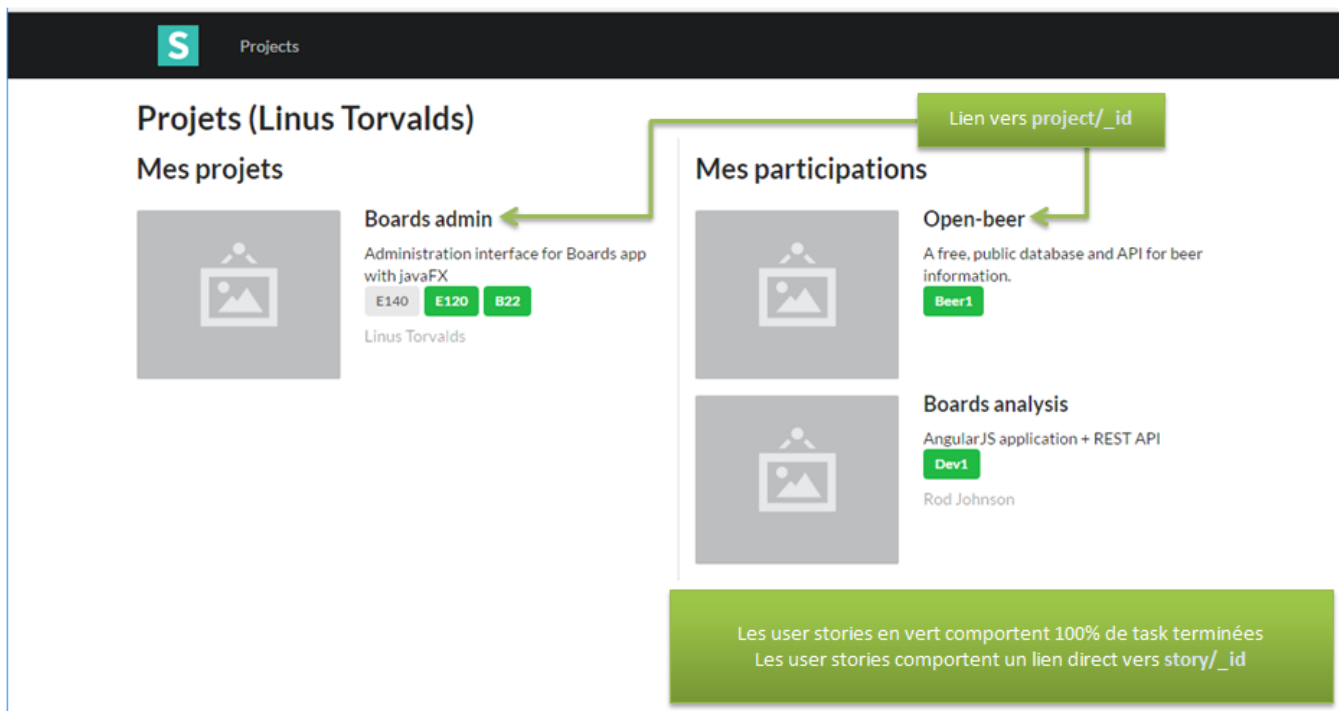 S
Projects
Projets (Linus Torvalds)
Lien vers project/_id
Mes projets
Boards admin
Administration interface for Boards app
with javaFX
E140 E120 B22
Linus Torvalds
Mes participations
Open-beer
A free, public database and API for beer
information.
Beer1
Boards analysis
AngularJS application + REST API
Dev1
Rod Johnson
Les user stories en vert comportent 100% de task terminées
Les user stories comportent un lien direct vers story/_id